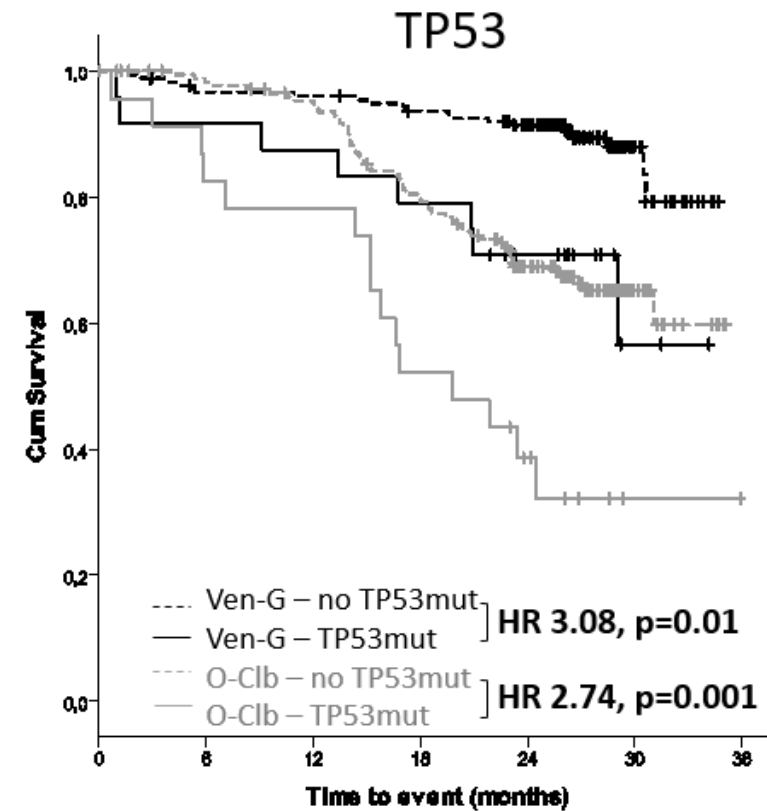 TP53
1,0
0,8
0,6
0,4
0,2
0,0
Cum Survival
Ven-G – no TP53mut
Ven-G – TP53mut
HR 3.08, p=0.01
O-Clb – no TP53mut
O-Clb – TP53mut
HR 2.74, p=0.001
0 6 12 18 24 30 36
Time to event (months)